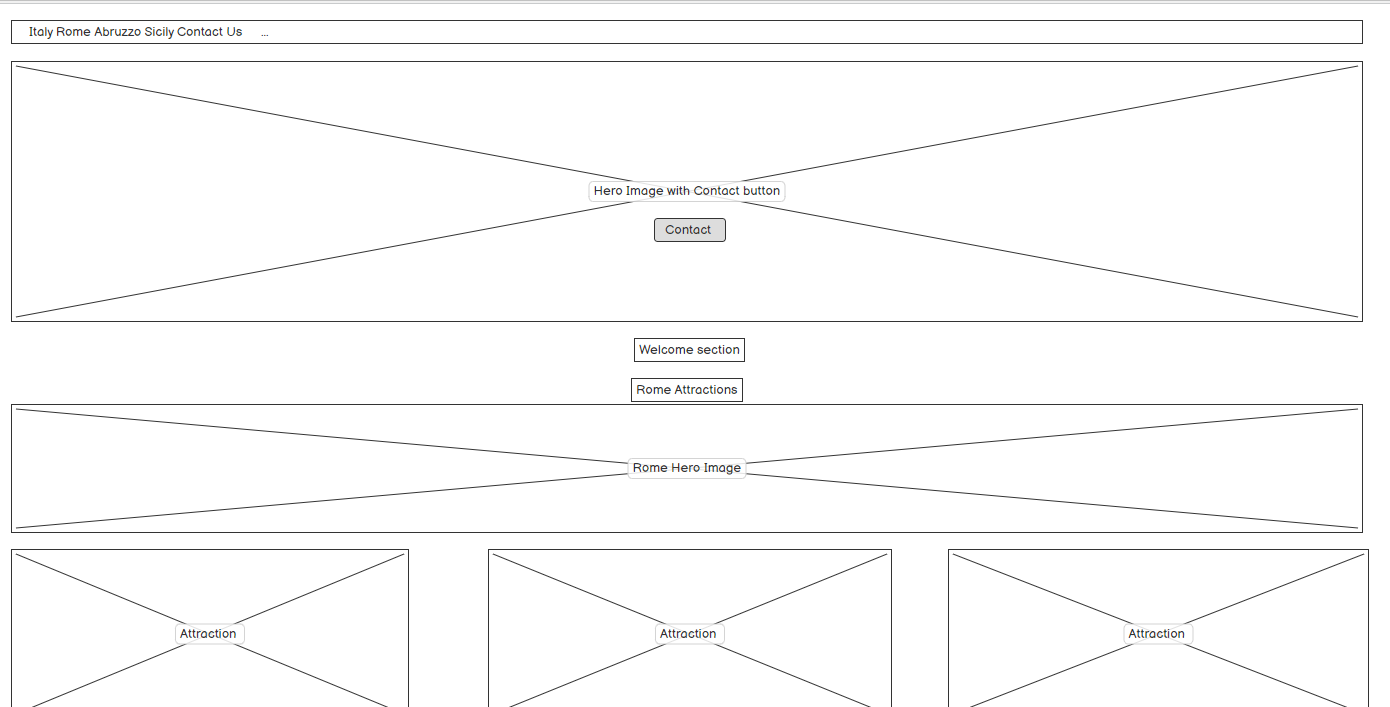 Italy Rome Abruzzo Sicily Contact Us ...
Hero Image with Contact button
Contact
Welcome section
Rome Attractions
Rome Hero Image
Attraction Attraction Attraction